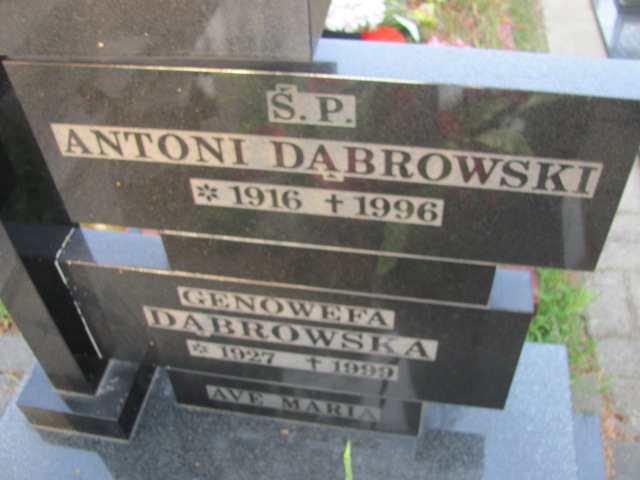 Ś.P.
ANTONI DĄBROWSKI
* 1916 † 1996
GENOWEFA
DĄBROWSKA
* 1927 † 1999
AVE MARIA